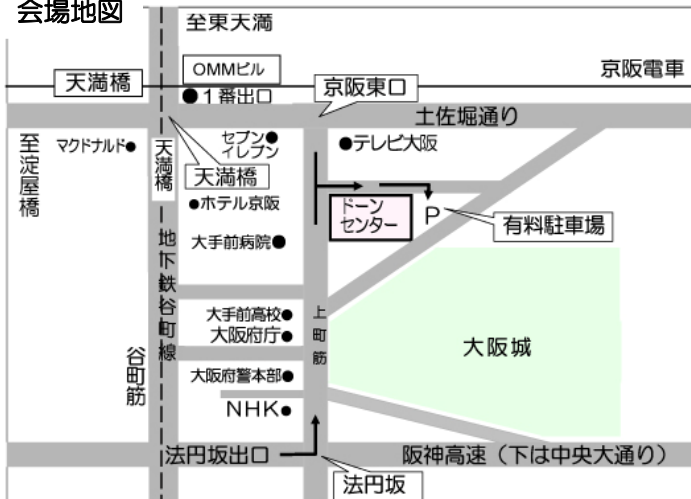 会場地図
至東天満
OMMビル
京阪電車
天満橋
京阪東口
●1番出口
土佐堀通り
至淀屋橋
マクドナルド●
天満橋
セブン●
イレブン
●テレビ大阪
天満橋
●ホテル京阪
ドーン
センター
P
有料駐車場
大手前病院●
地下鉄谷町線
大手前高校●
上町筋
大阪府庁●
大阪城
谷町筋
大阪府警本部●
NHK●
法円坂出口
阪神高速（下は中央大通り）
法円坂